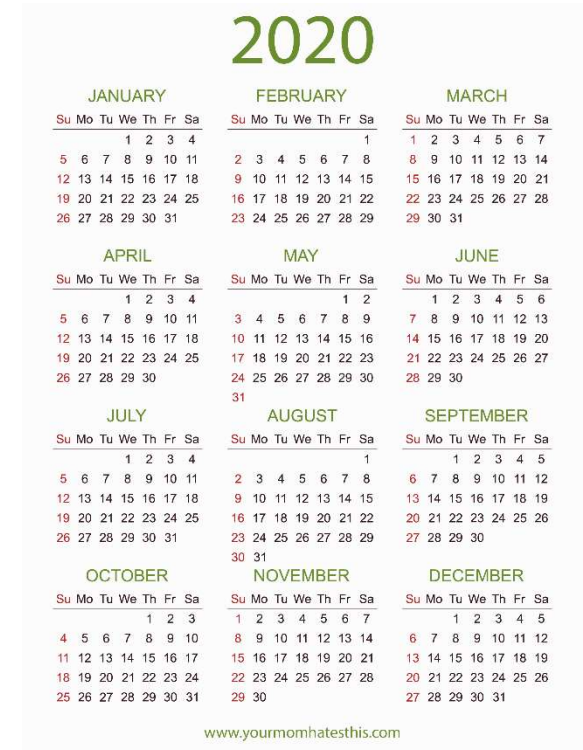 2020
JANUARY FEBRUARY MARCH
Su Mo Tu We Th Fr Sa Su Mo Tu We Th Fr Sa Su Mo Tu We Th Fr Sa
1 2 3 4 1 1 2 3 4 5 6 7
5 6 7 8 9 10 11 2 3 4 5 6 7 8 8 9 10 11 12 13 14
12 13 14 15 16 17 18 9 10 11 12 13 14 15 15 16 17 18 19 20 21
19 20 21 22 23 24 25 16 17 18 19 20 21 22 22 23 24 25 26 27 28
26 27 28 29 30 31 23 24 25 26 27 28 29 29 30 31
APRIL MAY JUNE
Su Mo Tu We Th Fr Sa Su Mo Tu We Th Fr Sa Su Mo Tu We Th Fr Sa
1 2 3 4 1 2 1 2 3 4 5 6
5 6 7 8 9 10 11 3 4 5 6 7 8 9 7 8 9 10 11 12 13
12 13 14 15 16 17 18 10 11 12 13 14 15 16 14 15 16 17 18 19 20
19 20 21 22 23 24 25 17 18 19 20 21 22 23 21 22 23 24 25 26 27
26 27 28 29 30 24 25 26 27 28 29 30 28 29 30
31
JULY AUGUST SEPTEMBER
Su Mo Tu We Th Fr Sa Su Mo Tu We Th Fr Sa Su Mo Tu We Th Fr Sa
1 2 3 4 1 1 2 3 4 5
5 6 7 8 9 10 11 2 3 4 5 6 7 8 6 7 8 9 10 11 12
12 13 14 15 16 17 18 9 10 11 12 13 14 15 13 14 15 16 17 18 19
19 20 21 22 23 24 25 16 17 18 19 20 21 22 20 21 22 23 24 25 26
26 27 28 29 30 31 23 24 25 26 27 28 29 27 28 29 30
30 31
OCTOBER NOVEMBER DECEMBER
Su Mo Tu We Th Fr Sa Su Mo Tu We Th Fr Sa Su Mo Tu We Th Fr Sa
1 2 3 1 2 3 4 5 6 7 1 2 3 4 5
4 5 6 7 8 9 10 8 9 10 11 12 13 14 6 7 8 9 10 11 12
11 12 13 14 15 16 17 15 16 17 18 19 20 21 13 14 15 16 17 18 19
18 19 20 21 22 23 24 22 23 24 25 26 27 28 20 21 22 23 24 25 26
25 26 27 28 29 30 31 29 30 27 28 29 30 31
www.yourmomhatesthis.com